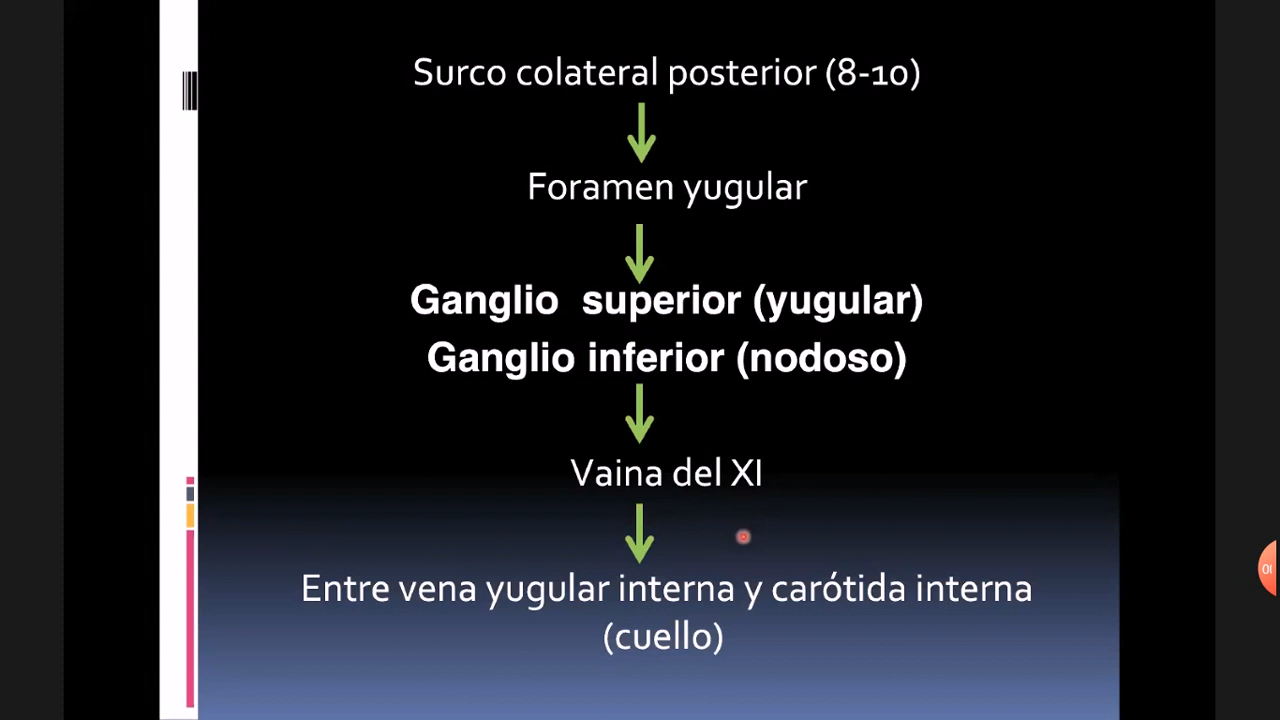 Surco colateral posterior (8-10)
Foramen yugular
Ganglio superior (yugular)
Ganglio inferior (nodoso)
Vaina del XI
Entre vena yugular interna y carótida interna
(cuello)